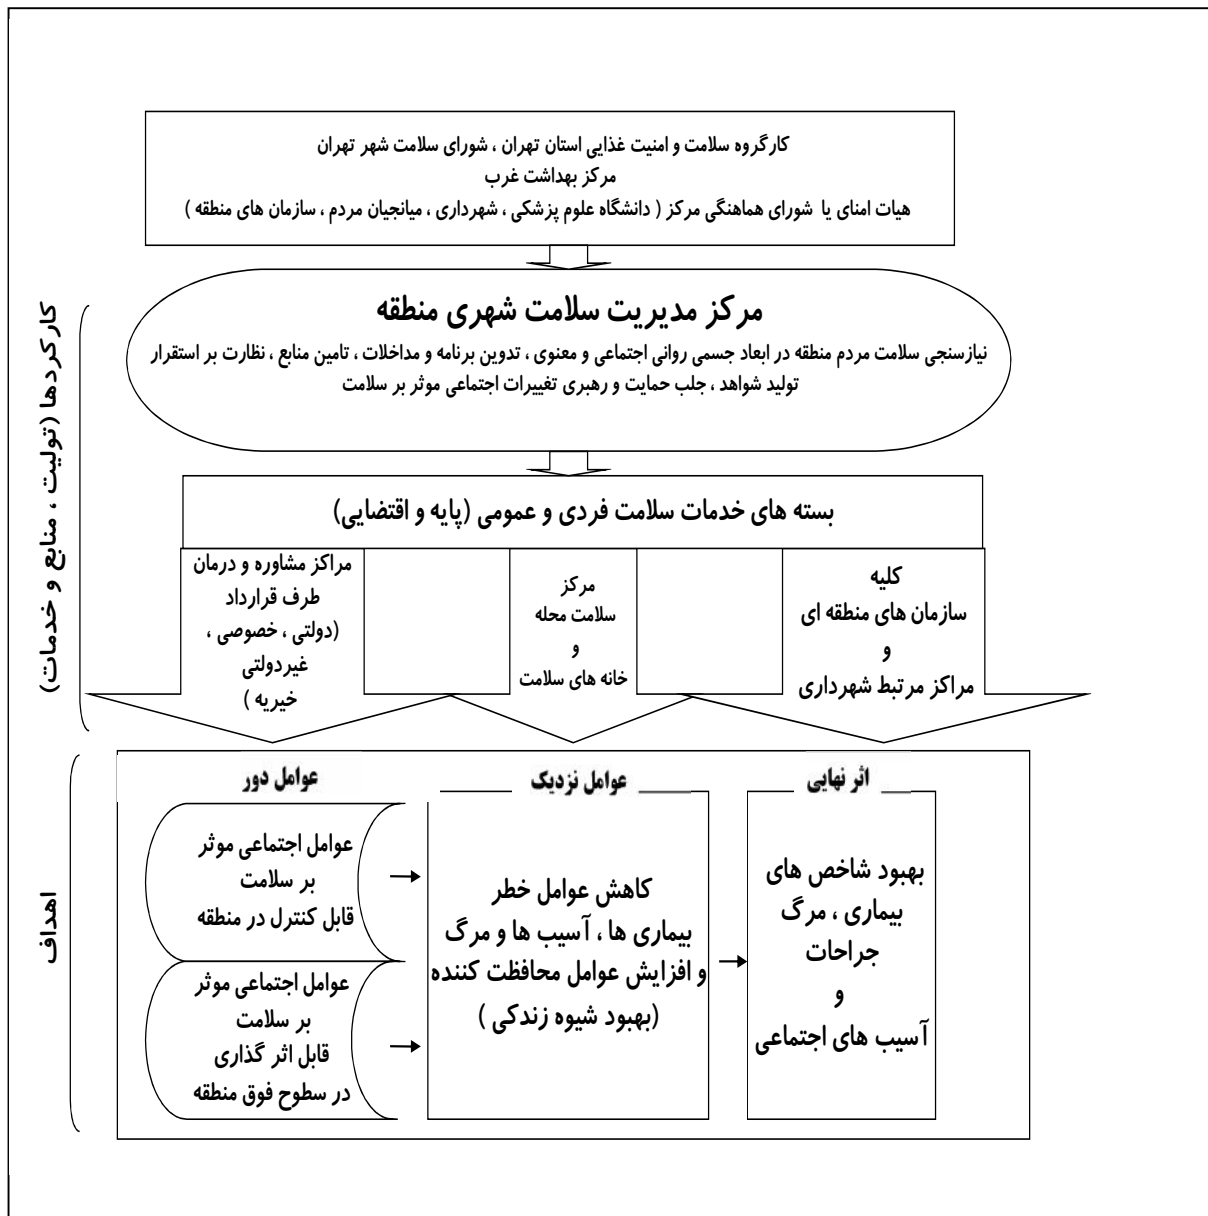 کارگروه سلامت و امنیت غذایی استان تهران ، شورای سلامت شهر تهران
مرکز بهداشت غرب
هیات امنای یا شورای هماهنگی مرکز ( دانشگاه علوم پزشکی ، شهرداری ، میانجیان مردم ، سازمان های منطقه )
کارکردها (تولیت ، منابع و خدمات)
مرکز مدیریت سلامت شهری منطقه
نیازسنجی سلامت مردم منطقه در ابعاد جسمی روانی اجتماعی و معنوی ، تدوین برنامه و مداخلات ، تامین منابع ، نظارت بر استقرار
تولید شواهد ، جلب حمایت و رهبری تغییرات اجتماعی موثر بر سلامت
بسته های خدمات سلامت فردی و عمومی (پایه و اقتضایی)
کلیه
سازمان های منطقه ای
و
مراکز مرتبط شهرداری
مرکز
سلامت محله
و
خانه های سلامت
مراکز مشاوره و درمان
طرف قرارداد
(دولتی ، خصوصی ،
غیردولتی
خیریه )
اهداف
اثر نهایی
بهبود شاخص های
بیماری ، مرگ
جراحات
و
آسیب های اجتماعی
عوامل نزدیک
کاهش عوامل خطر
بیماری ها ، آسیب ها و مرگ
و افزایش عوامل محافظت کننده
(بهبود شیوه زندکی )
عوامل دور
عوامل اجتماعی موثر
بر سلامت
قابل کنترل در منطقه
عوامل اجتماعی موثر
بر سلامت
قابل اثر گذاری
در سطوح فوق منطقه